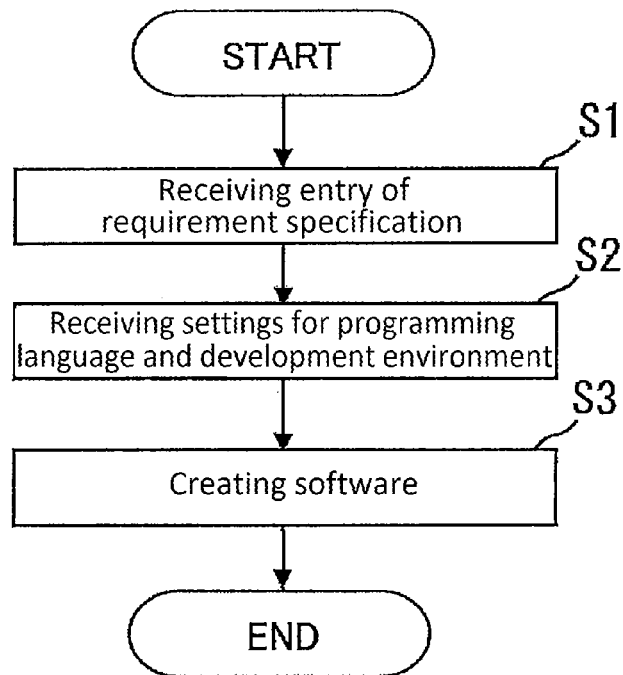 START
S1
Receiving entry of
requirement specification
S2
Receiving settings for programming
language and development environment
S3
Creating software
END